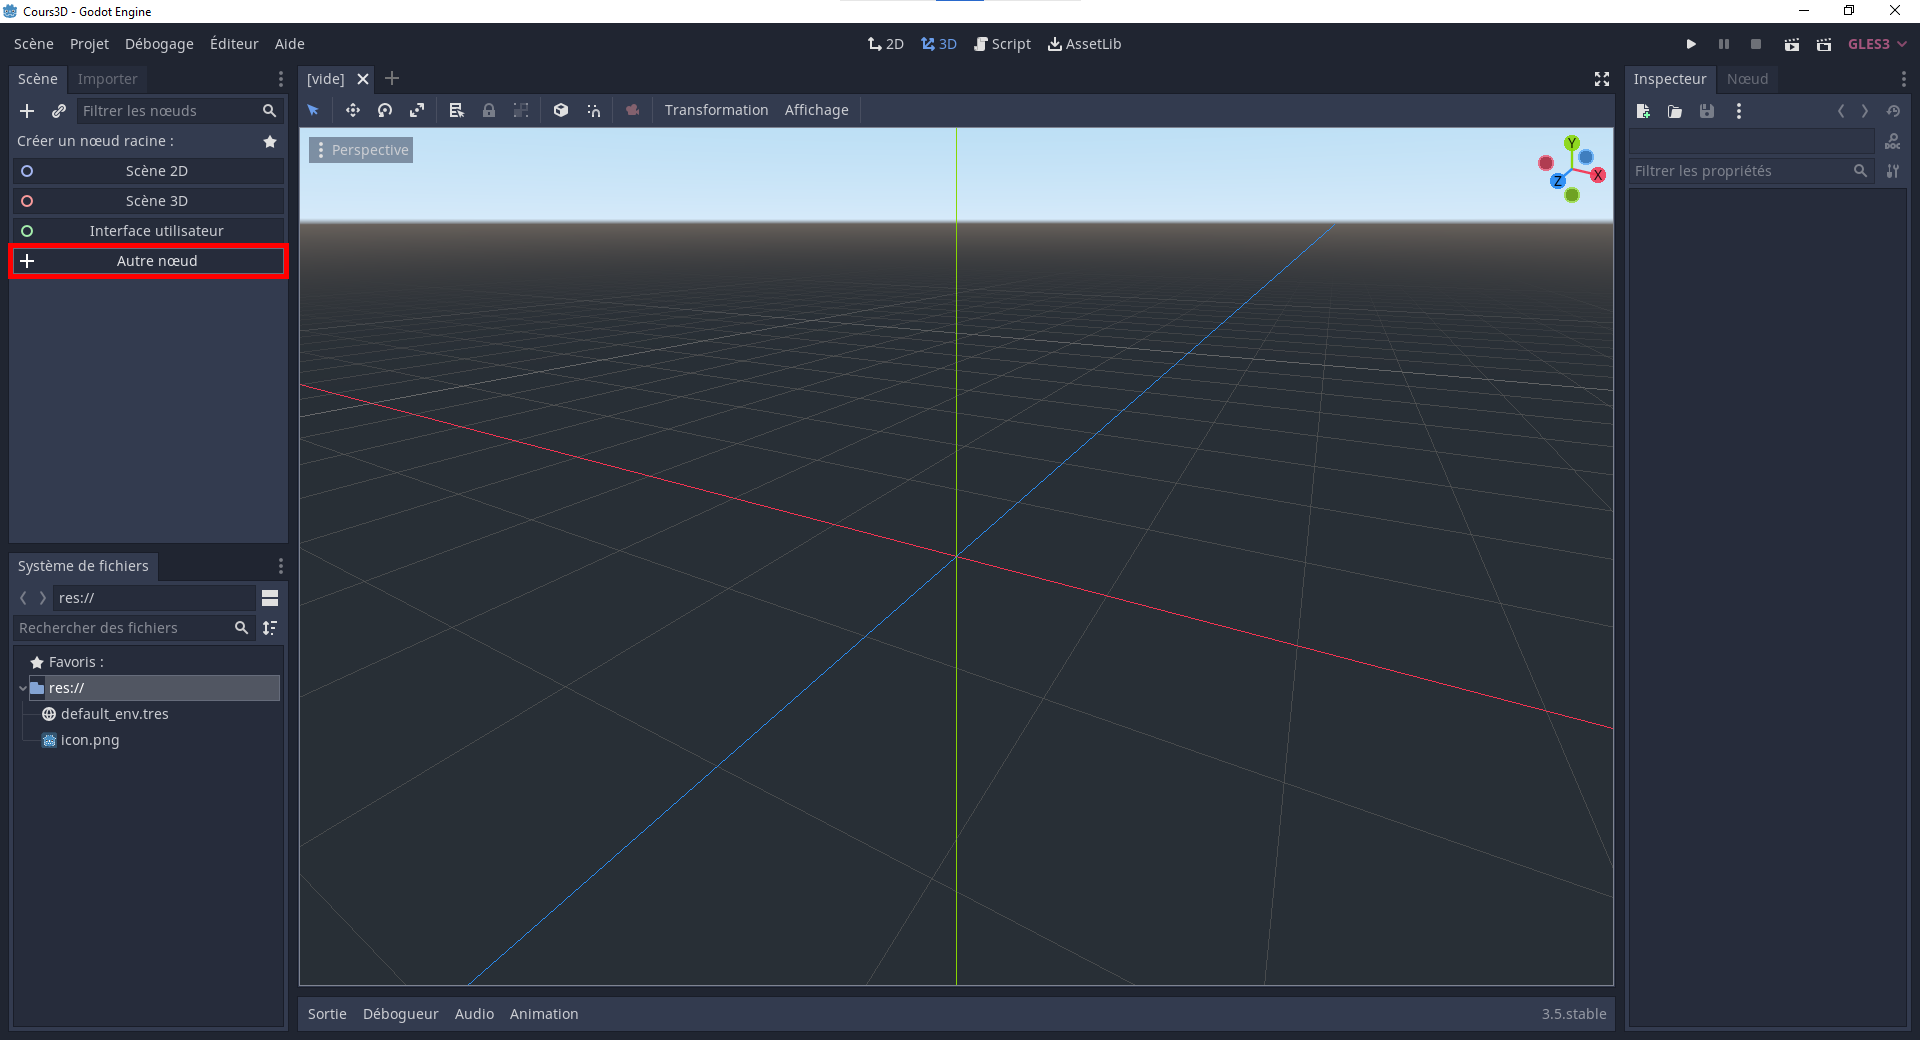 Cours3D - Godot Engine
Scène Projet Débogage Éditeur Aide
2D 3D Script AssetLib
GLES3
Scène Importer
Filtrer les nœuds
Créer un nœud racine :
Scène 2D
Scène 3D
Interface utilisateur
Autre nœud
Système de fichiers
res://
Rechercher des fichiers
Favoris :
res://
default_env.tres
icon.png
[vide]
Transformation Affichage
Perspective
Y
X
Z
Sortie Débogueur Audio Animation
3.5.stable
Inspecteur Nœud
DOC
Filtrer les propriétés